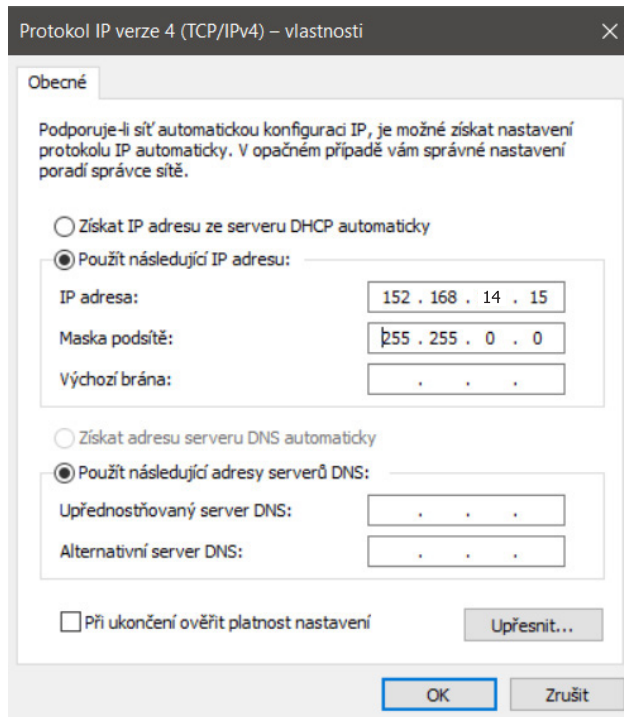 Protokol IP verze 4 (TCP/IPv4) – vlastnosti
Obecné
Podporuje-li síť automatickou konfiguraci IP, je možné získat nastavení
protokolu IP automaticky. V opačném případě vám správné nastavení
poradí správce sítě.
Získat IP adresu ze serveru DHCP automaticky
Použít následující IP adresu:
IP adresa: 152 . 168 . 14 . 15
Maska podsítě: 255 . 255 . 0 . 0
Výchozí brána: . . .
Získat adresu serveru DNS automaticky
Použít následující adresy serverů DNS:
Upřednostňovaný server DNS: . . .
Alternativní server DNS: . . .
Při ukončení ověřit platnost nastavení
Upřesnit...
OK Zrušit